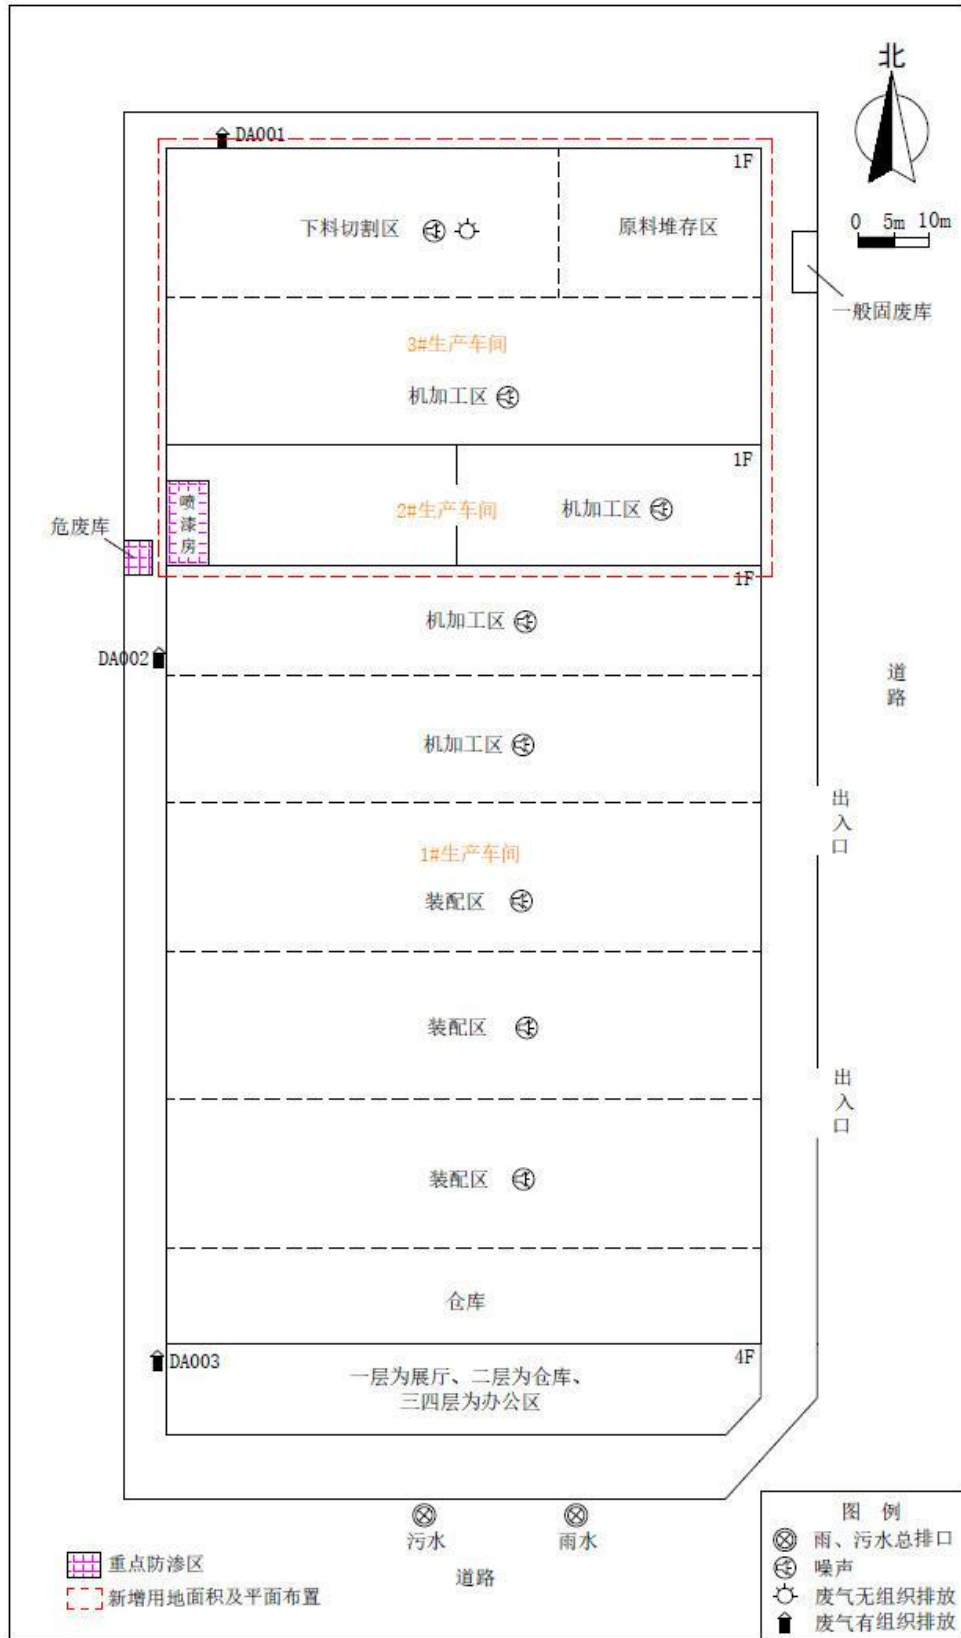 北
DA001
1F
下料切割区
原料堆存区
0 5m 10m
一般固废库
3#生产车间
机加工区
1F
喷漆房
2#生产车间
机加工区
危废库
1F
机加工区
DA002
道路
机加工区
出入口
1#生产车间
装配区
装配区
出入口
装配区
仓库
DA003
4F
一层为展厅、二层为仓库、
三四层为办公区
污水
雨水
道路
重点防渗区
新增用地面积及平面布置
图 例
雨、污水总排口
噪声
废气无组织排放
废气有组织排放